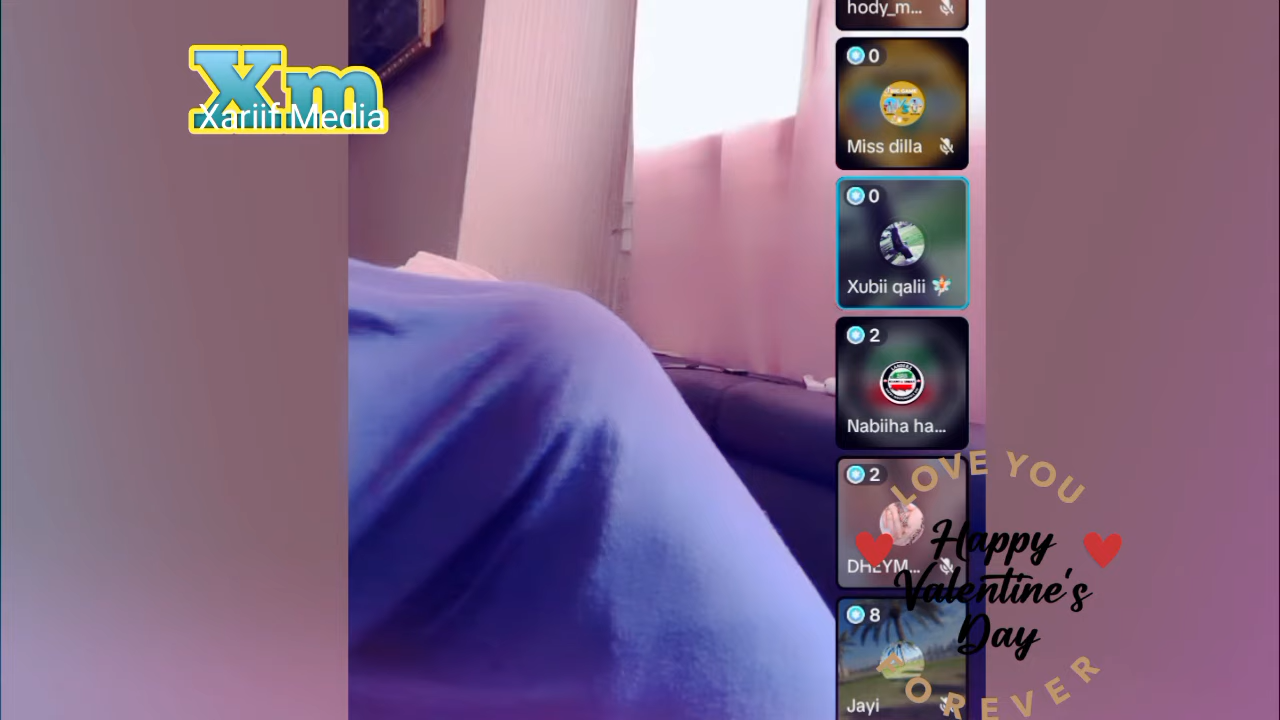 hody_m...
Xm
Xariif Media
0
Miss dilla
0
Xubii qalii
2
Nabiiha ha...
2
DHEYM...
8
Jayi
LOVE YOU
Happy
Valentine's
Day
FOREVER